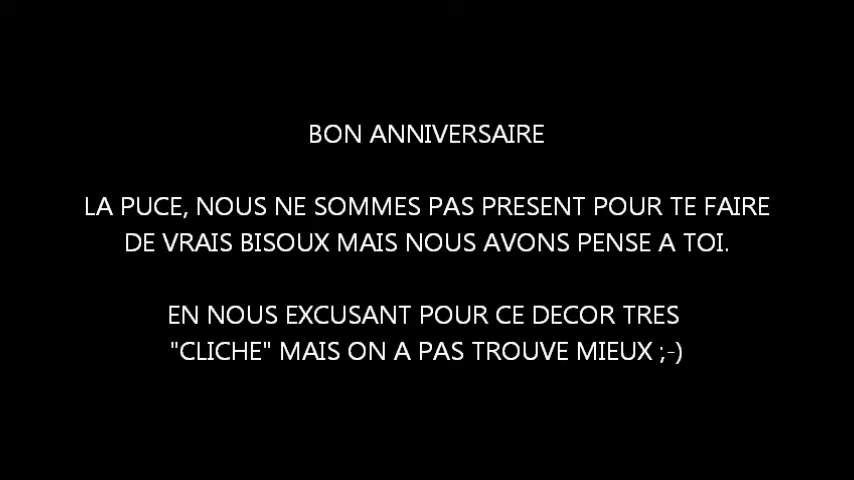 BON ANNIVERSAIRE
LA PUCE, NOUS NE SOMMES PAS PRESENT POUR TE FAIRE
DE VRAIS BISOUX MAIS NOUS AVONS PENSE A TOI.
EN NOUS EXCUSANT POUR CE DECOR TRES
"CLICHE" MAIS ON A PAS TROUVE MIEUX ;-)